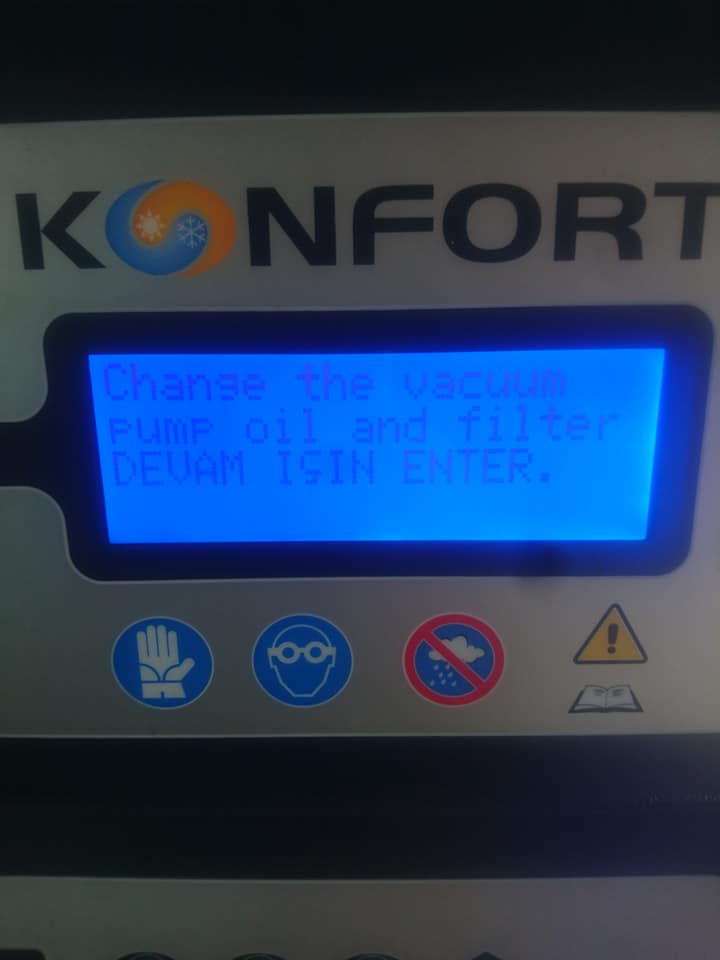 KONFORT
Change the vacuum
pump oil and filter
DEVAM IÇIN ENTER.